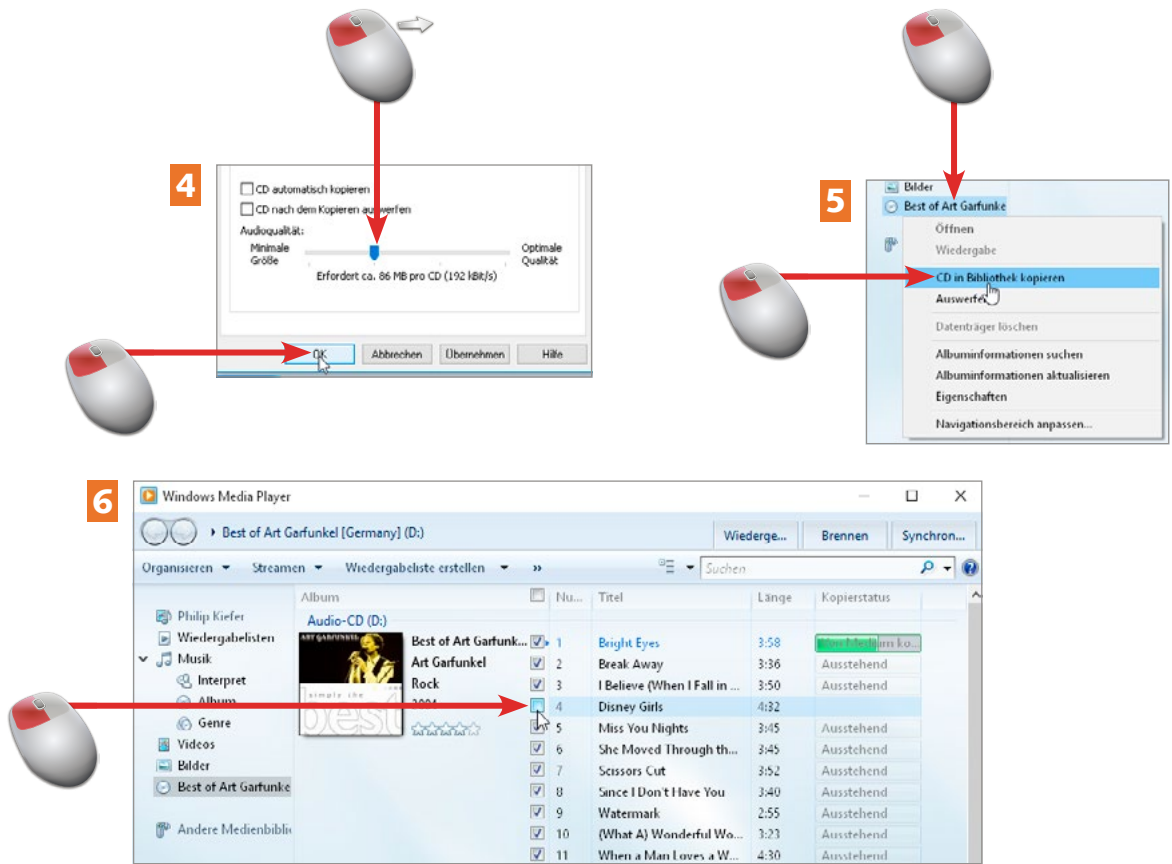 4
CD automatisch kopieren
CD nach dem Kopieren auswerfen
Audioqualität:
Minimale Größe
Optimale Qualität
Erfordert ca. 86 MB pro CD (192 kBit/s)
OK Abbrechen Übernehmen Hilfe
5
Bilder
Best of Art Garfunke
Öffnen
Wiedergabe
CD in Bibliothek kopieren
Auswerfen
Datenträger löschen
Albuminformationen suchen
Albuminformationen aktualisieren
Eigenschaften
Navigationsbereich anpassen...
6
Windows Media Player
Best of Art Garfunkel [Germany] (D:) Wiederge... Brennen Synchron...
Organisieren Streamen Wiedergabeliste erstellen » Suchen
Philip Kiefer
Wiedergabelisten
Musik
Interpret
Album
Genre
Videos
Bilder
Best of Art Garfunke
Andere Medienbiblio
Album Nu... Titel Länge Kopierstatus
Audio-CD (D:)
ART GARFUNKEL
simply the
best
Best of Art Garfunk...
Art Garfunkel
Rock
1 Bright Eyes 3:58
2 Break Away 3:36 Ausstehend
3 I Believe (When I Fall in ... 3:50 Ausstehend
4 Disney Girls 4:32
5 Miss You Nights 3:45 Ausstehend
6 She Moved Through th... 3:45 Ausstehend
7 Scissors Cut 3:52 Ausstehend
8 Since I Don't Have You 3:40 Ausstehend
9 Watermark 2:55 Ausstehend
10 (What A) Wonderful Wo... 3:23 Ausstehend
11 When a Man Loves a W... 4:30 Ausstehend